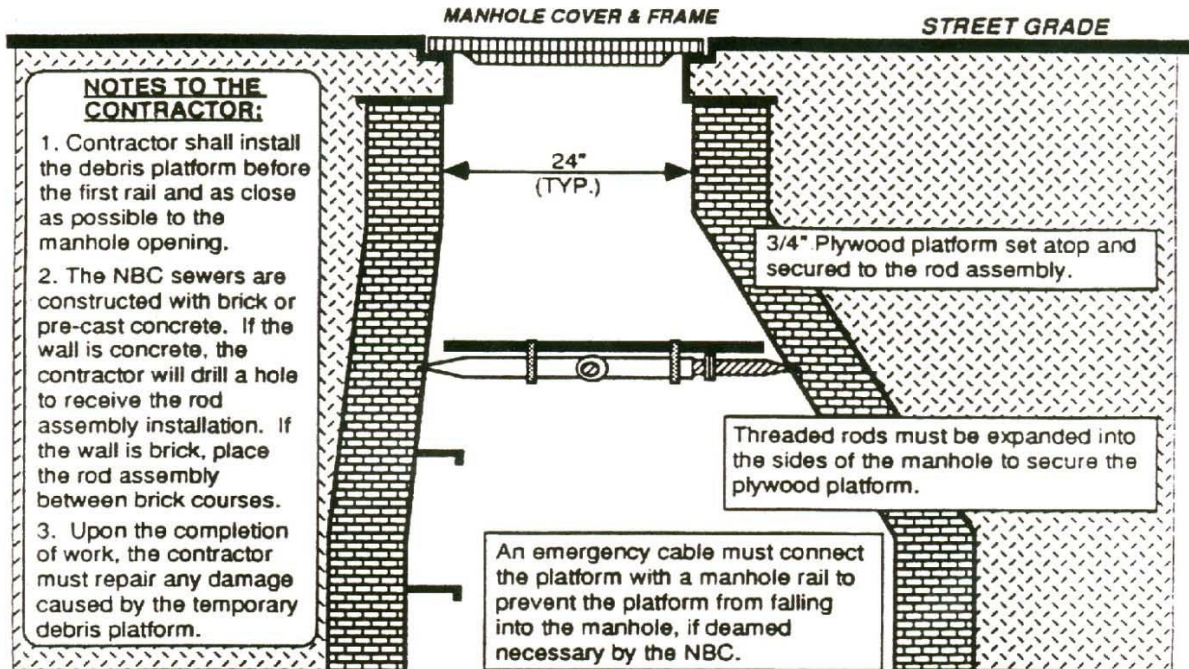 MANHOLE COVER & FRAME
STREET GRADE
NOTES TO THE
CONTRACTOR:
1. Contractor shall install
the debris platform before
the first rail and as close
as possible to the
manhole opening.
2. The NBC sewers are
constructed with brick or
pre-cast concrete. If the
wall is concrete, the
contractor will drill a hole
to receive the rod
assembly installation. If
the wall is brick, place
the rod assembly
between brick courses.
3. Upon the completion
of work, the contractor
must repair any damage
caused by the temporary
debris platform.
24"
(TYP.)
3/4" Plywood platform set atop and
secured to the rod assembly.
Threaded rods must be expanded into
the sides of the manhole to secure the
plywood platform.
An emergency cable must connect
the platform with a manhole rail to
prevent the platform from falling
into the manhole, if deamed
necessary by the NBC.